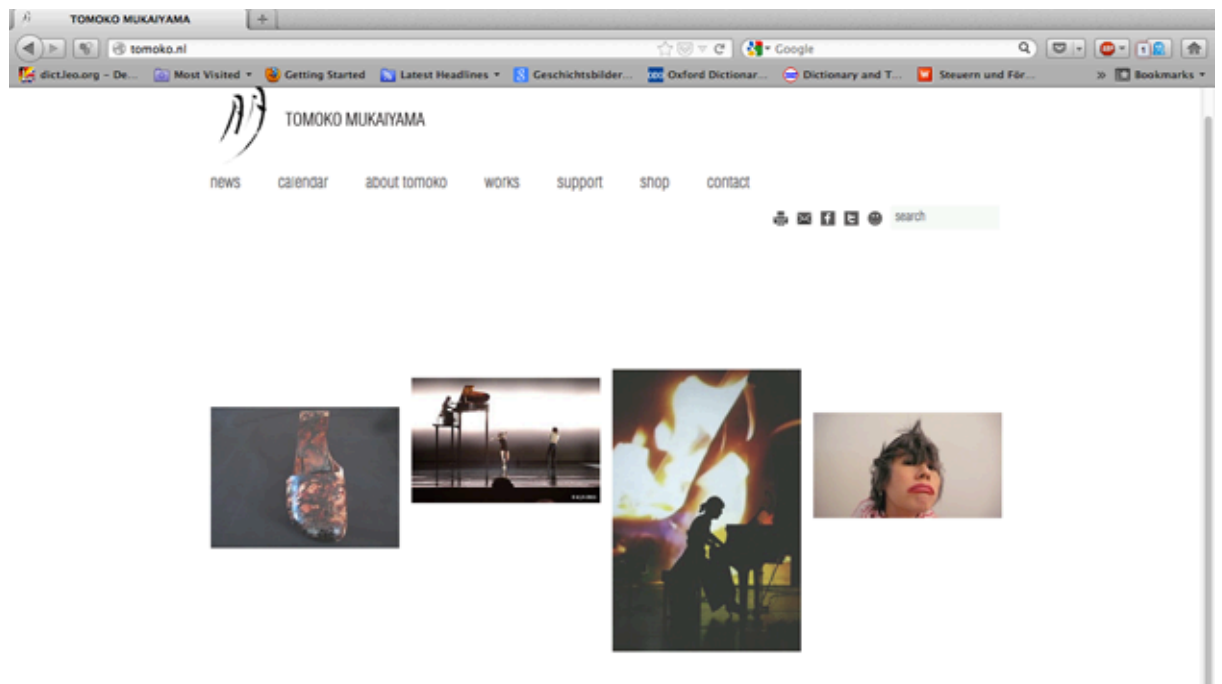 TOMOKO MUKAIYAMA
tomoko.nl
Google
dict.leo.org – De...
Most Visited
Getting Started
Latest Headlines
Geschichtsbilder...
Oxford Dictionar...
Dictionary and T...
Steuern und För...
Bookmarks
TOMOKO MUKAIYAMA
news calendar about tomoko works support shop contact
search